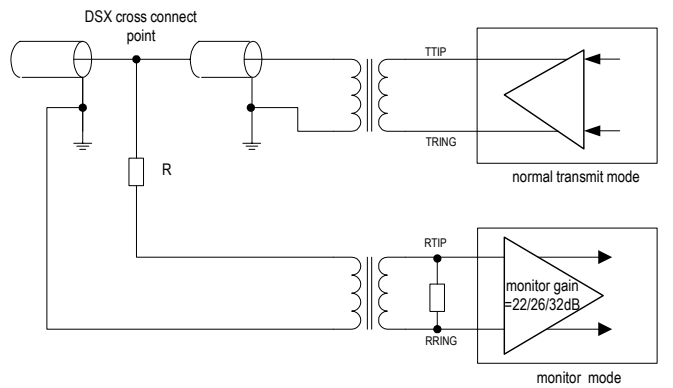 DSX cross connect
point
TTIP
TRING
normal transmit mode
R
RTIP
monitor gain
=22/26/32dB
RRING
monitor mode